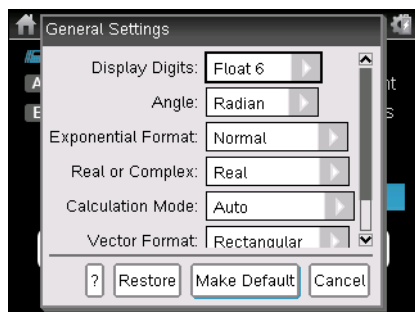 General Settings
Display Digits: Float 6
Angle: Radian
Exponential Format: Normal
Real or Complex: Real
Calculation Mode: Auto
Vector Format: Rectangular
? Restore Make Default Cancel